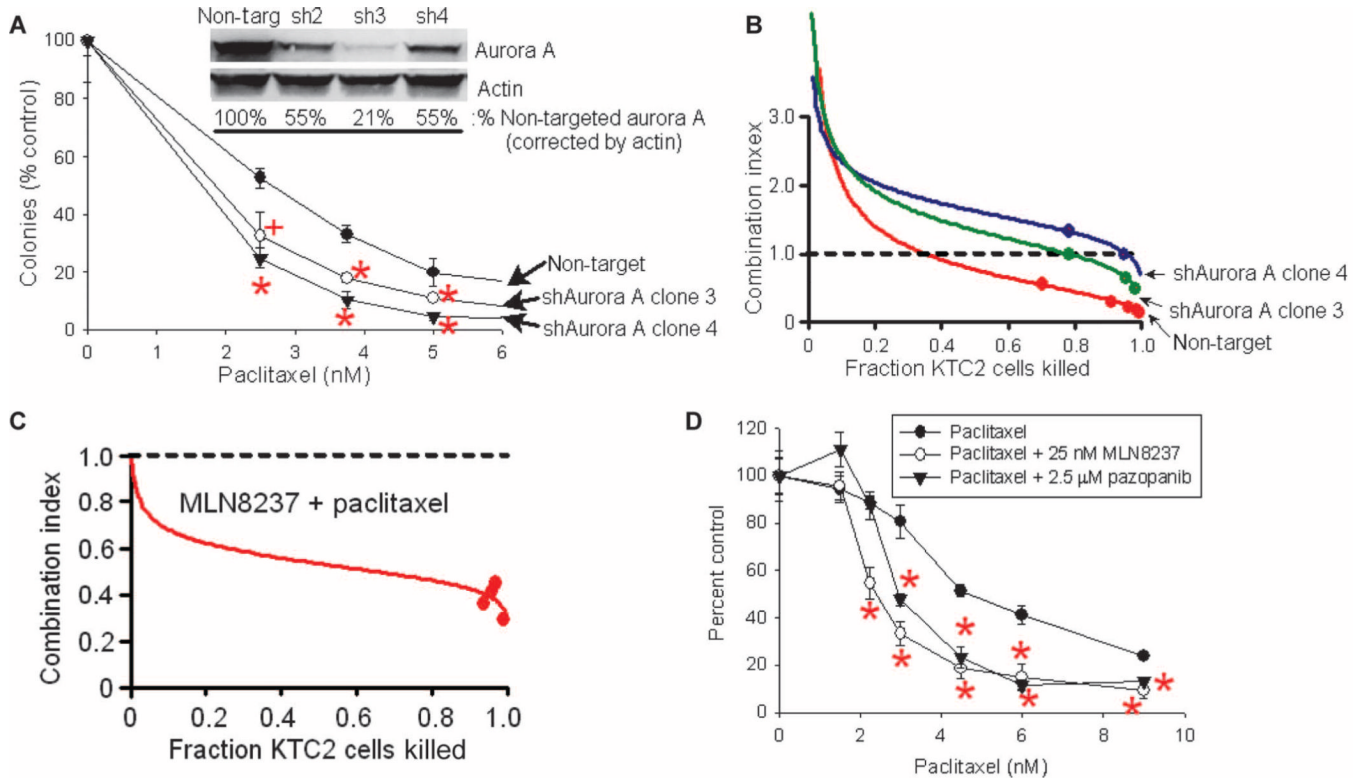 A
Non-targ sh2 sh3 sh4
Aurora A
Actin
100% 55% 21% 55% :% Non-targeted aurora A
(corrected by actin)
Colonies (% control)
100
80
60
40
20
0
+
*
*
*
*
*
Non-target
shAurora A clone 3
shAurora A clone 4
0 1 2 3 4 5 6
Paclitaxel (nM)
B
Combination inxex
3.0
2.0
1.0
0
shAurora A clone 4
shAurora A clone 3
Non-target
0.2 0.4 0.6 0.8 1.0
Fraction KTC2 cells killed
C
Combination index
1.0
0.8
0.6
0.4
0.2
0
MLN8237 + paclitaxel
0 0.2 0.4 0.6 0.8 1.0
Fraction KTC2 cells killed
D
Percent control
120
100
80
60
40
20
0
Paclitaxel
Paclitaxel + 25 nM MLN8237
Paclitaxel + 2.5 μM pazopanib
*
*
*
*
*
*
*
*
*
0 2 4 6 8 10
Paclitaxel (nM)